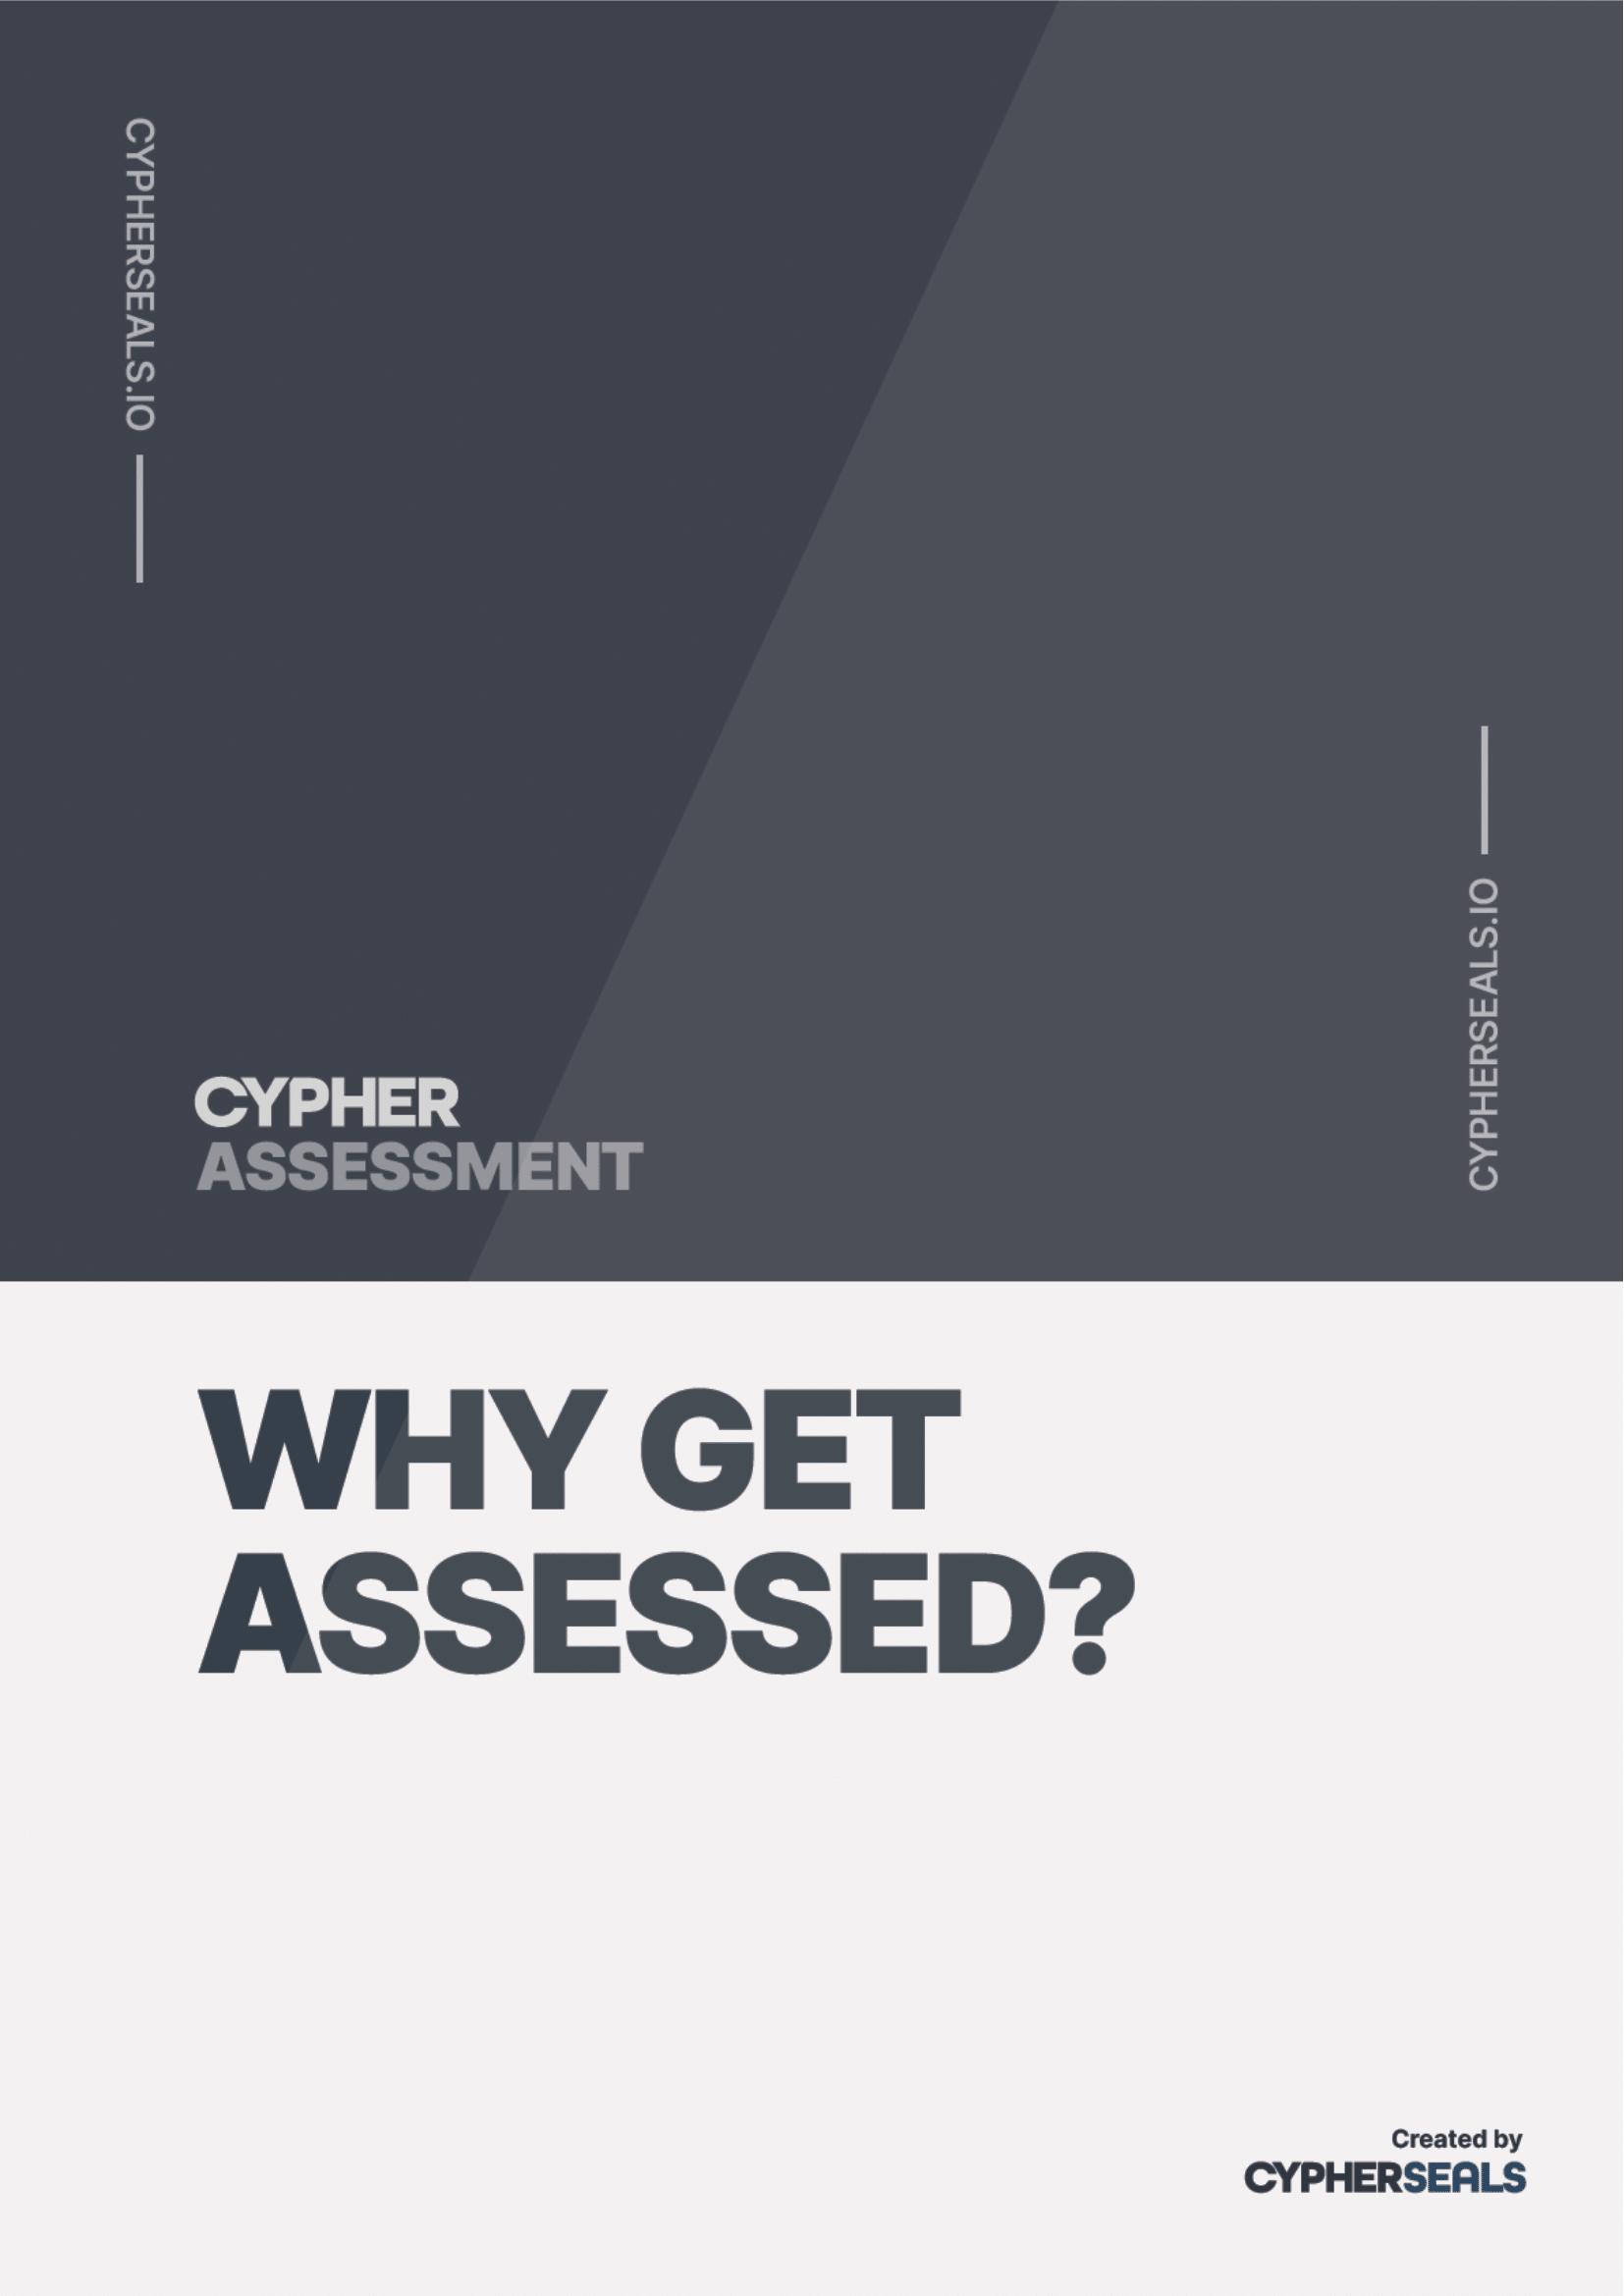 CYPHERSEALS.IO
CYPHERSEALS.IO
CYPHER
ASSESSMENT
WHY GET
ASSESSED?
Created by
CYPHERSEALS